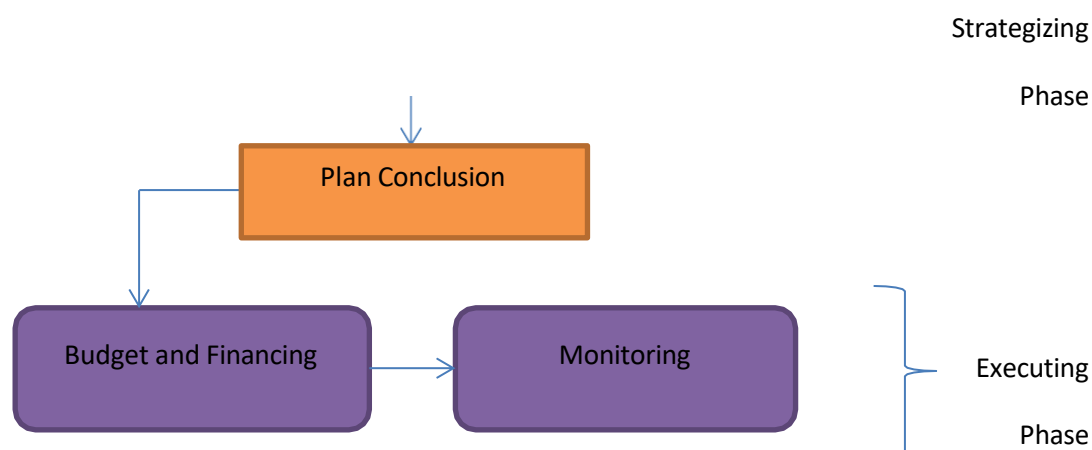 Strategizing
Phase
Plan Conclusion
Budget and Financing
Monitoring
Executing
Phase